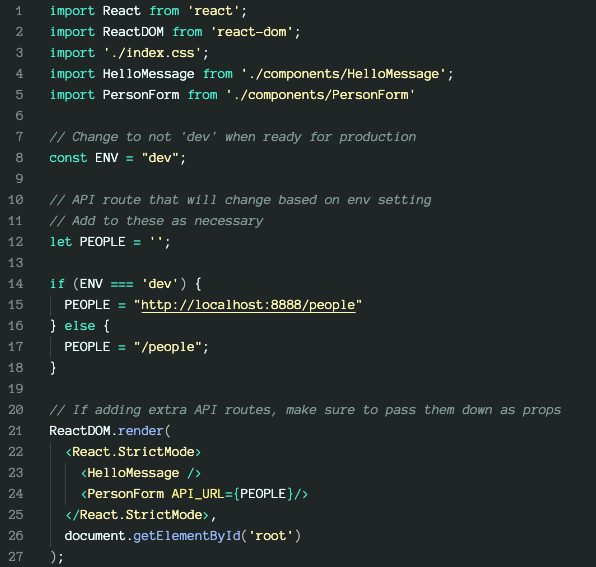 1 import React from 'react';
2 import ReactDOM from 'react-dom';
3 import './index.css';
4 import HelloMessage from './components/HelloMessage';
5 import PersonForm from './components/PersonForm'
6
7 // Change to not 'dev' when ready for production
8 const ENV = "dev";
9
10 // API route that will change based on env setting
11 // Add to these as necessary
12 let PEOPLE = '';
13
14 if (ENV === 'dev') {
15   PEOPLE = "http://localhost:8888/people"
16 } else {
17   PEOPLE = "/people";
18 }
19
20 // If adding extra API routes, make sure to pass them down as props
21 ReactDOM.render(
22   <React.StrictMode>
23     <HelloMessage />
24     <PersonForm API_URL={PEOPLE}/>
25   </React.StrictMode>,
26   document.getElementById('root')
27 );